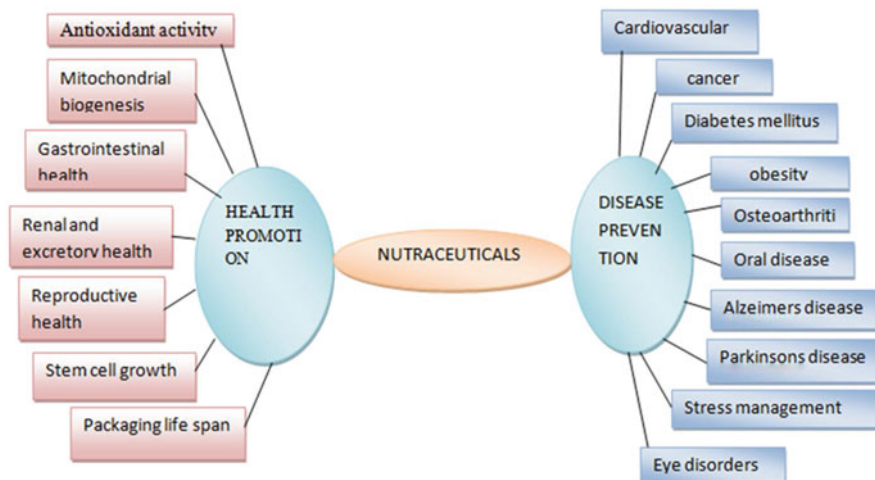 Antioxidant activity
Mitochondrial
biogenesis
Gastrointestinal
health
Renal and
excretory health
Reproductive
health
Stem cell growth
Packaging life span
HEALTH
PROMOTI
ON
NUTRACEUTICALS
DISEASE
PREVEN
TION
Cardiovascular
cancer
Diabetes mellitus
obesity
Osteoarthriti
Oral disease
Alzeimers disease
Parkinsons disease
Stress management
Eye disorders